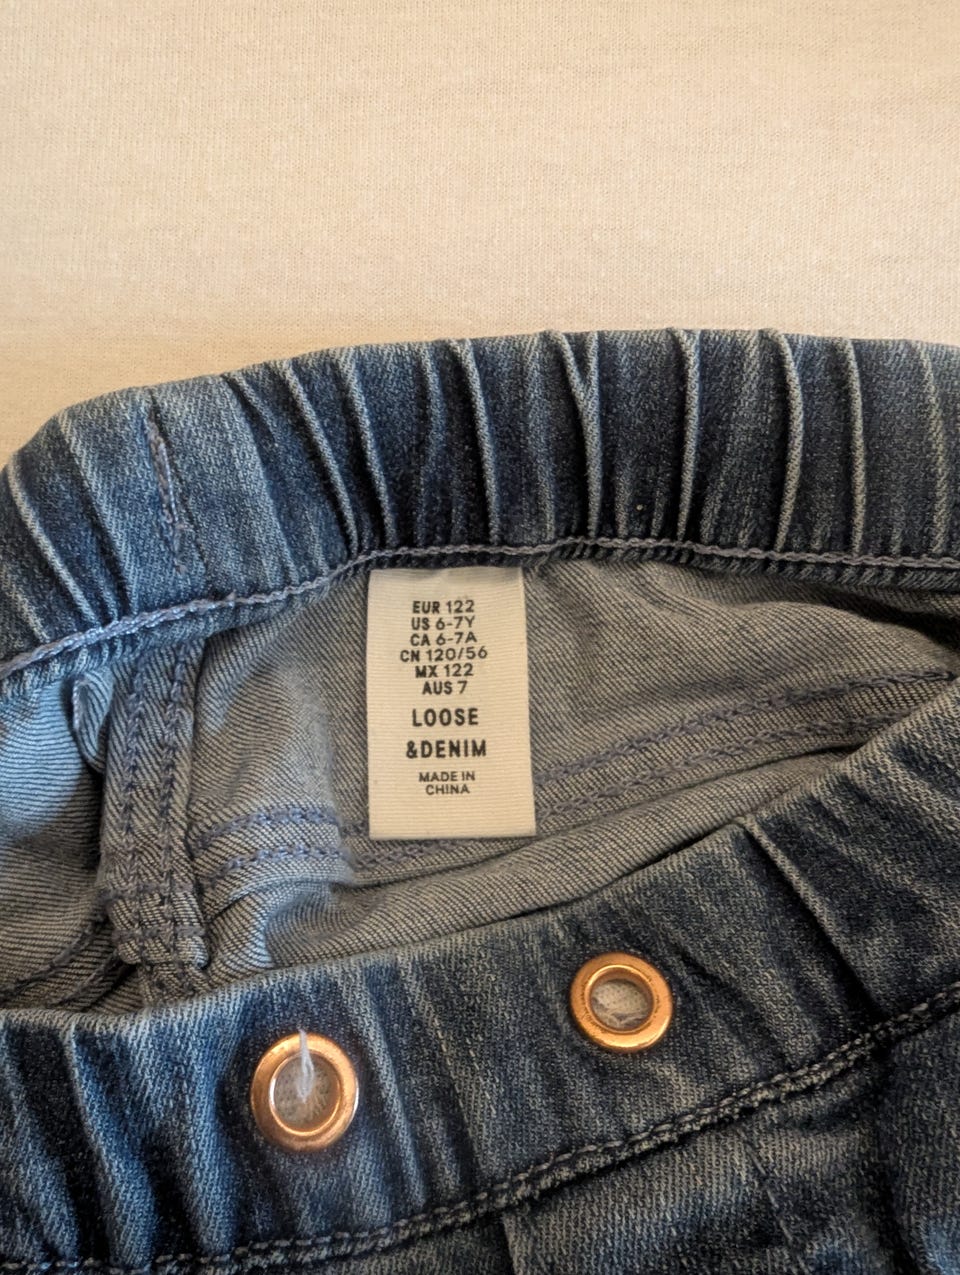 EUR 122
US 6-7Y
CA 6-7A
CN 120/56
MX 122
AUS 7
LOOSE
&DENIM
MADE IN
CHINA